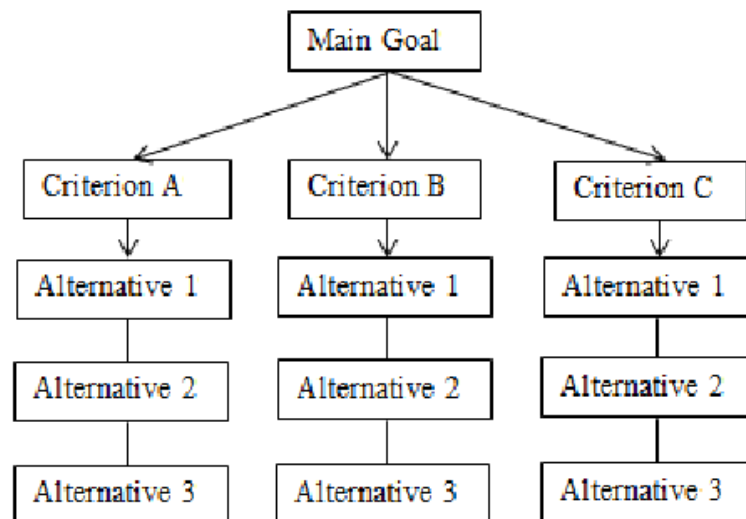 Main Goal
Criterion A
Criterion B
Criterion C
Alternative 1
Alternative 1
Alternative 1
Alternative 2
Alternative 2
Alternative 2
Alternative 3
Alternative 3
Alternative 3